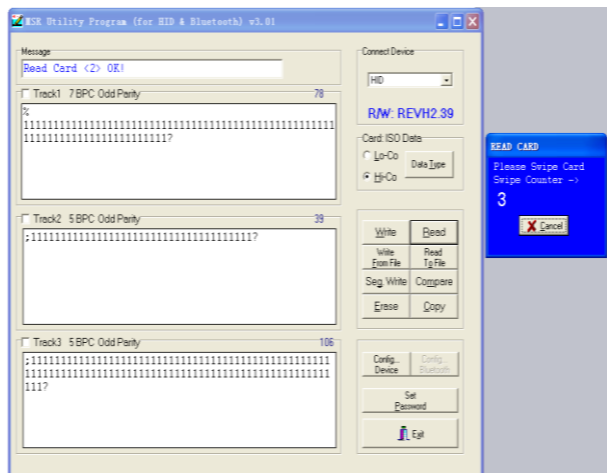 MSR Utility Program (for HID & Bluetooth) v3.01
Message
Read Card <2> OK!
Connect Device
HID
R/W: REVH2.39
Track1 7 BPC Odd Parity 78
%
1111111111111111111111111111111111111111111111111111
111111111111111111111111?
Card: ISO Data
Lo-Co
Hi-Co
Data Type
READ CARD
Please Swipe Card
Swipe Counter ->
3
Cancel
Track2 5 BPC Odd Parity 39
;1111111111111111111111111111111111111?
Write
Read
Write From File
Read To File
Seg. Write
Compare
Erase
Copy
Track3 5 BPC Odd Parity 106
;11111111111111111111111111111111111111111111111111
111111111111111111111111111111111111111111111111111
111?
Config... Device
Config... Bluetooth
Set Password
Exit